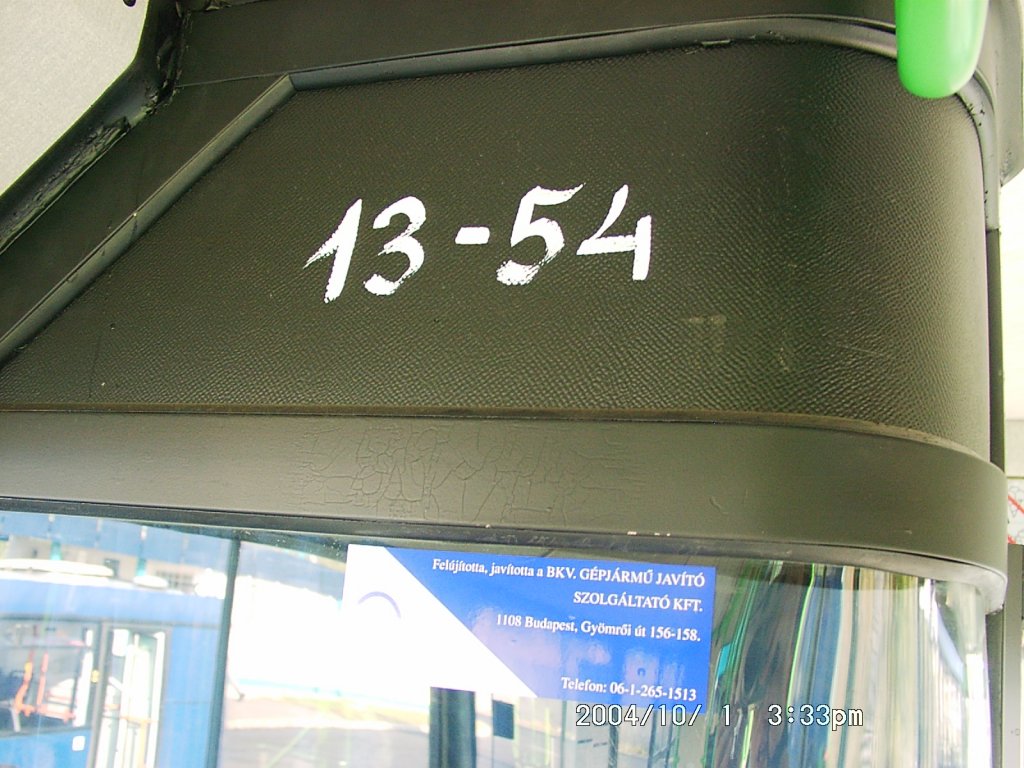 13-54
Felújította, javította a BKV. GÉPJÁRMŰ JAVÍTÓ
SZOLGÁLTATÓ KFT.
1108 Budapest, Gyömrői út 156-158.
Telefon: 06-1-265-1513
2004/10/ 1 3:33pm